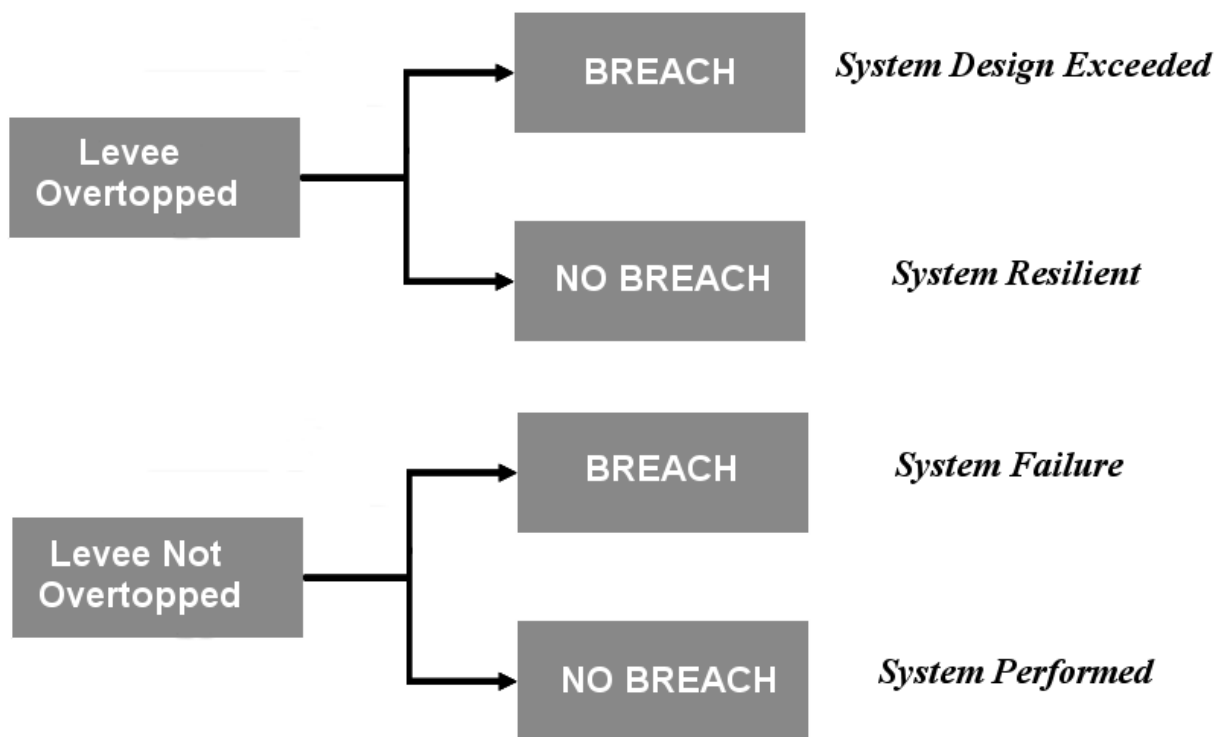 BREACH
System Design Exceeded
Levee
Overtopped
NO BREACH
System Resilient
BREACH
System Failure
Levee Not
Overtopped
NO BREACH
System Performed